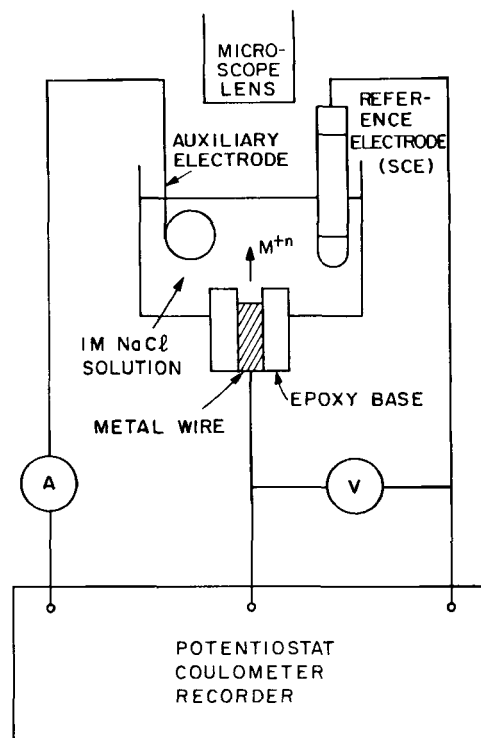 MICRO-
SCOPE
LENS
REFER-
ENCE
ELECTRODE
(SCE)
AUXILIARY
ELECTRODE
M+n
1M NaCl
SOLUTION
EPOXY BASE
METAL WIRE
A
V
POTENTIOSTAT
COULOMETER
RECORDER